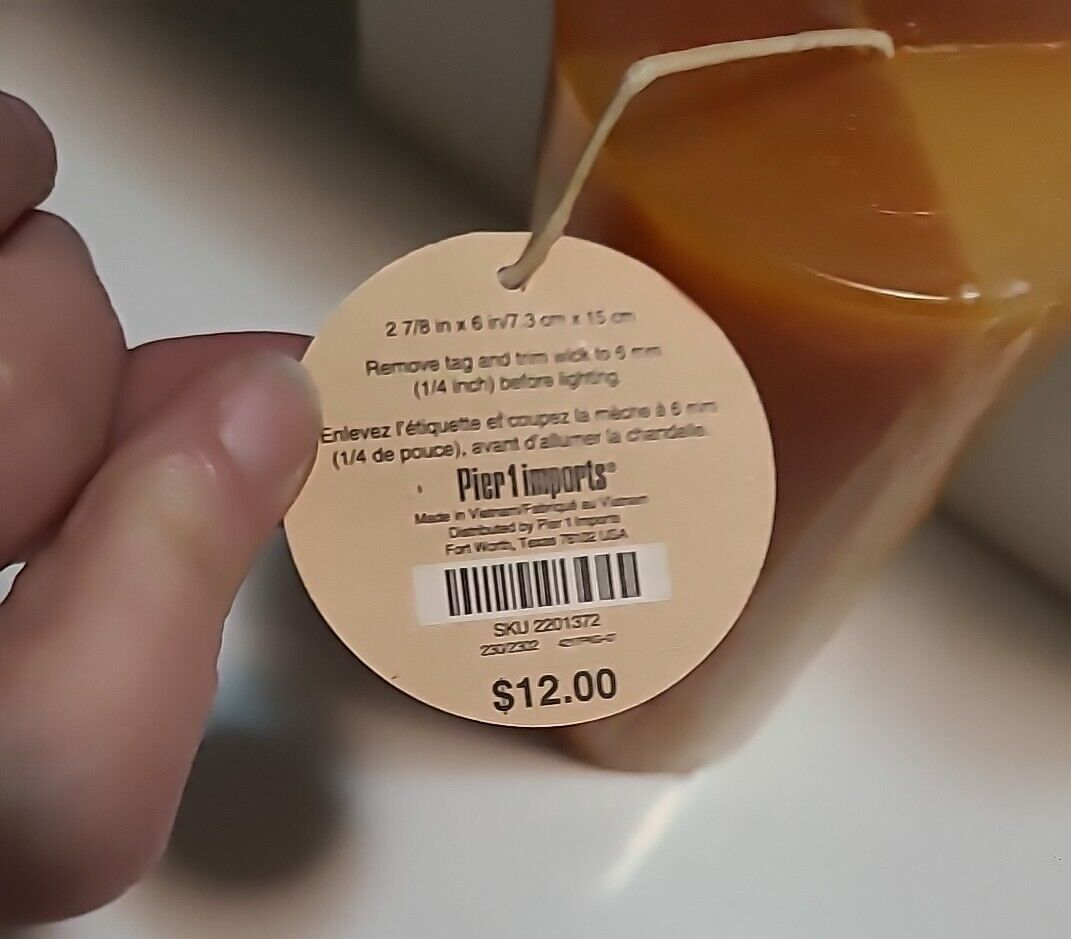 2 7/8 in x 6 in/7.3 cm x 15 cm
Remove tag and trim wick to 6 mm
(1/4 inch) before lighting.
Enlevez l'étiquette et coupez la mèche à 6 mm
(1/4 de pouce), avant d'allumer la chandelle.
Pier 1 imports®
Made in Vietnam/Fabriqué au Vietnam
Distributed by Pier 1 Imports
Fort Worth, Texas 76102 USA
SKU 2201372
230/2302
$12.00